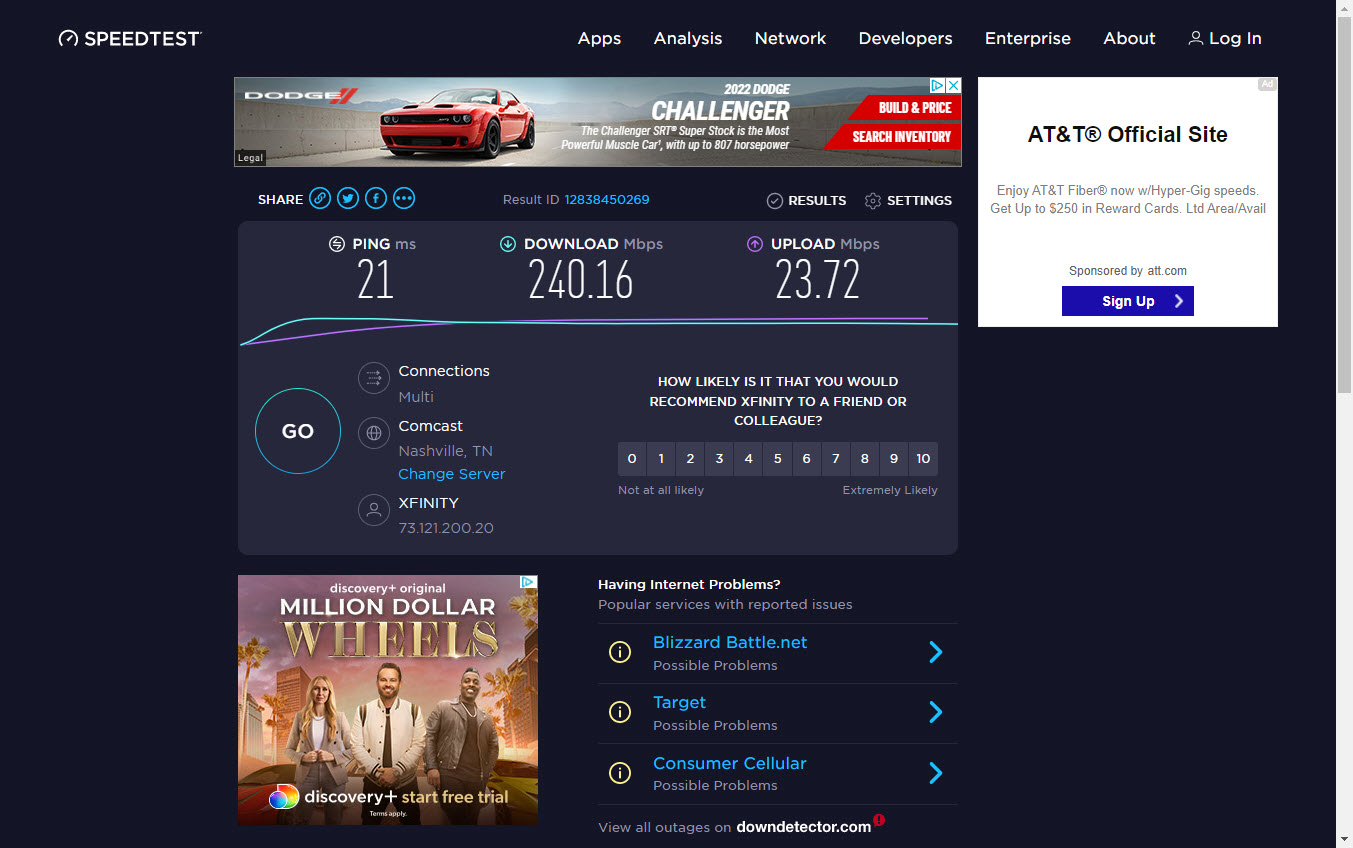 SPEEDTEST
Apps Analysis Network Developers Enterprise About Log In
DODGE
2022 DODGE
CHALLENGER
The Challenger SRT® Super Stock is the Most
Powerful Muscle Car¹, with up to 807 horsepower
BUILD & PRICE
SEARCH INVENTORY
Legal
Ad
AT&T® Official Site
Enjoy AT&T Fiber® now w/Hyper-Gig speeds.
Get Up to $250 in Reward Cards. Ltd Area/Avail
Sponsored by att.com
Sign Up
SHARE
Result ID 12838450269
RESULTS SETTINGS
PING ms DOWNLOAD Mbps UPLOAD Mbps
21 240.16 23.72
GO
Connections
Multi
Comcast
Nashville, TN
Change Server
XFINITY
73.121.200.20
HOW LIKELY IS IT THAT YOU WOULD
RECOMMEND XFINITY TO A FRIEND OR
COLLEAGUE?
0 1 2 3 4 5 6 7 8 9 10
Not at all likely Extremely Likely
discovery+ original
MILLION DOLLAR
WHEELS
discovery+ start free trial
Terms apply.
Having Internet Problems?
Popular services with reported issues
Blizzard Battle.net
Possible Problems
Target
Possible Problems
Consumer Cellular
Possible Problems
View all outages on downdetector.com